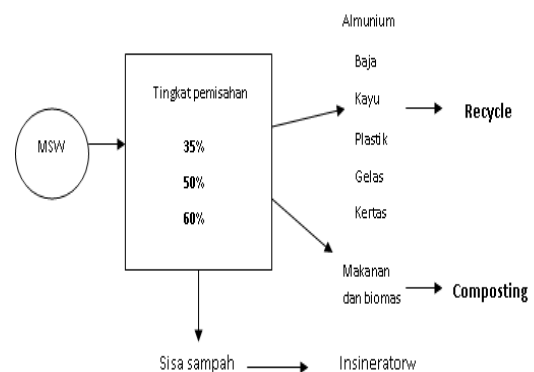 Almunium
Baja
Kayu
Plastik
Gelas
Kertas
Recycle
MSW
Tingkat pemisahan
35%
50%
60%
Makanan
dan biomas
Composting
Sisa sampah
Insineratorw